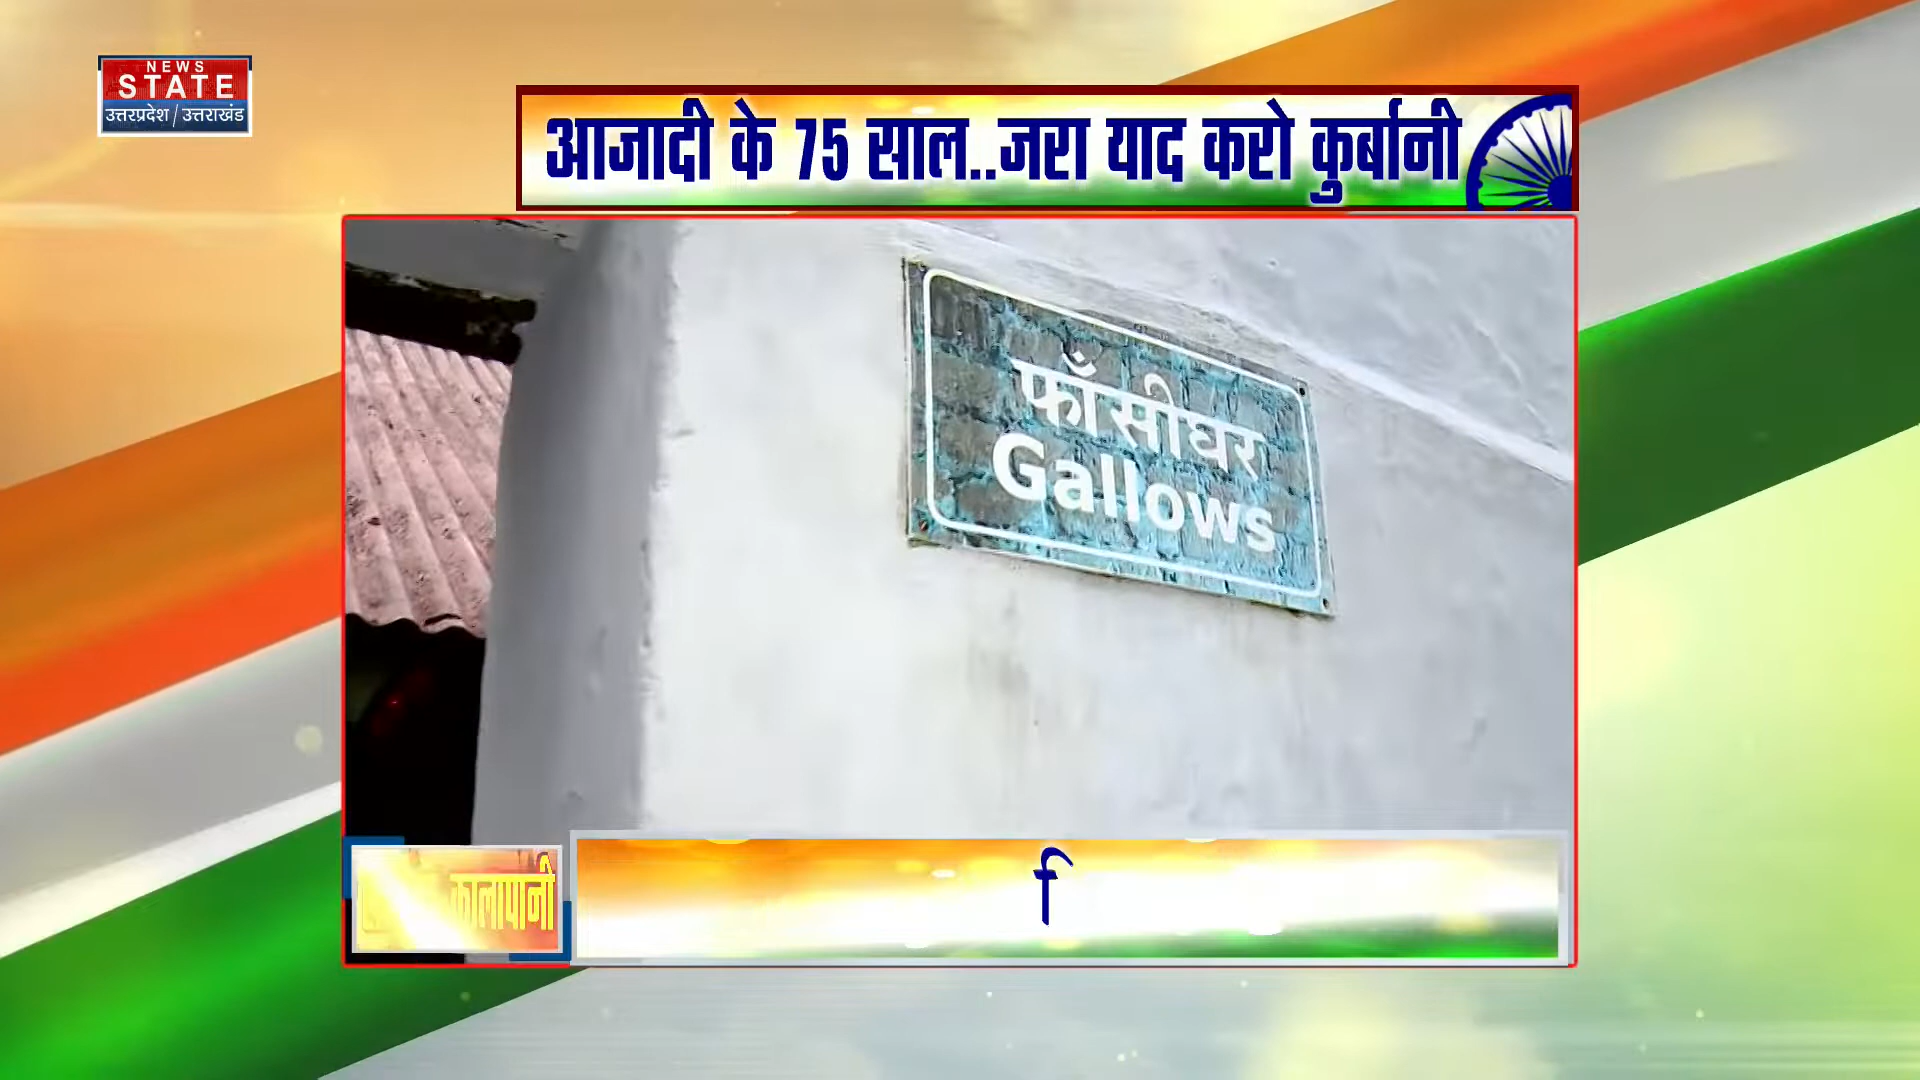 NEWS
STATE
उत्तरप्रदेश/उत्तराखंड
आजादी के 75 साल..जरा याद करो कुर्बानी
फाँसीघर
Gallows
कालापानी